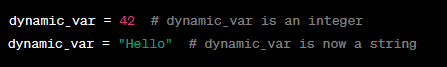 dynamic_var = 42  # dynamic_var is an integer
dynamic_var = "Hello"  # dynamic_var is now a string